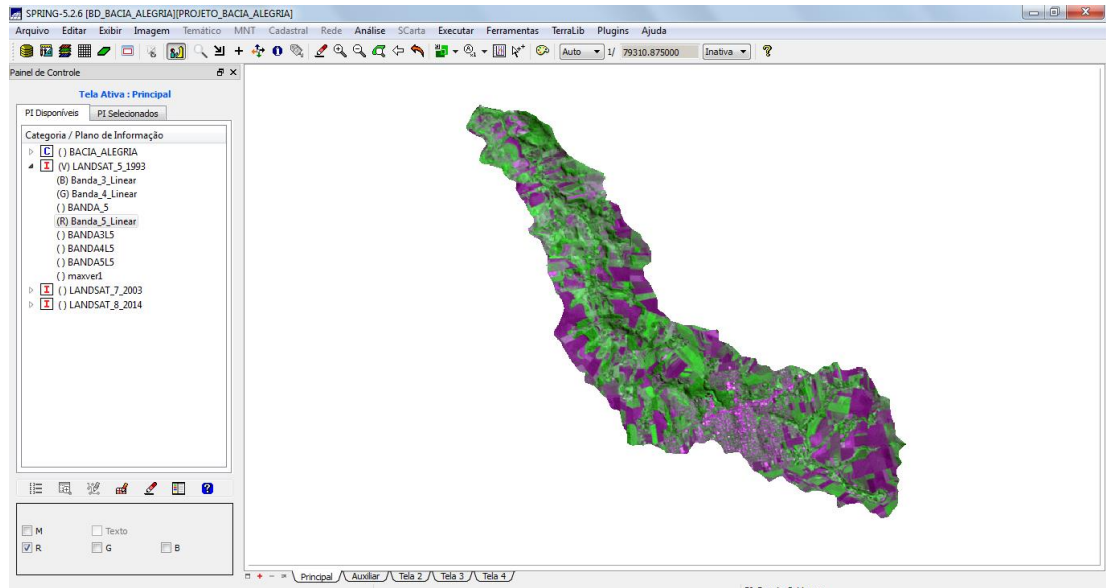 SPRING-5.2.6 [BD_BACIA_ALEGRIA][PROJETO_BACIA_ALEGRIA]
Arquivo Editar Exibir Imagem Temático MNT Cadastral Rede Análise SCarta Executar Ferramentas TerraLib Plugins Ajuda
Auto 1/ 79310.875000 Inativa
Painel de Controle
Tela Ativa : Principal
PI Disponíveis PI Selecionados
Categoria / Plano de Informação
C () BACIA_ALEGRIA
I (V) LANDSAT_5_1993
(B) Banda_3_Linear
(G) Banda_4_Linear
() BANDA_5
(R) Banda_5_Linear
() BANDA3L5
() BANDA4L5
() BANDA5L5
() maxver1
I () LANDSAT_7_2003
I () LANDSAT_8_2014
M Texto
R G B
Principal Auxiliar Tela 2 Tela 3 Tela 4